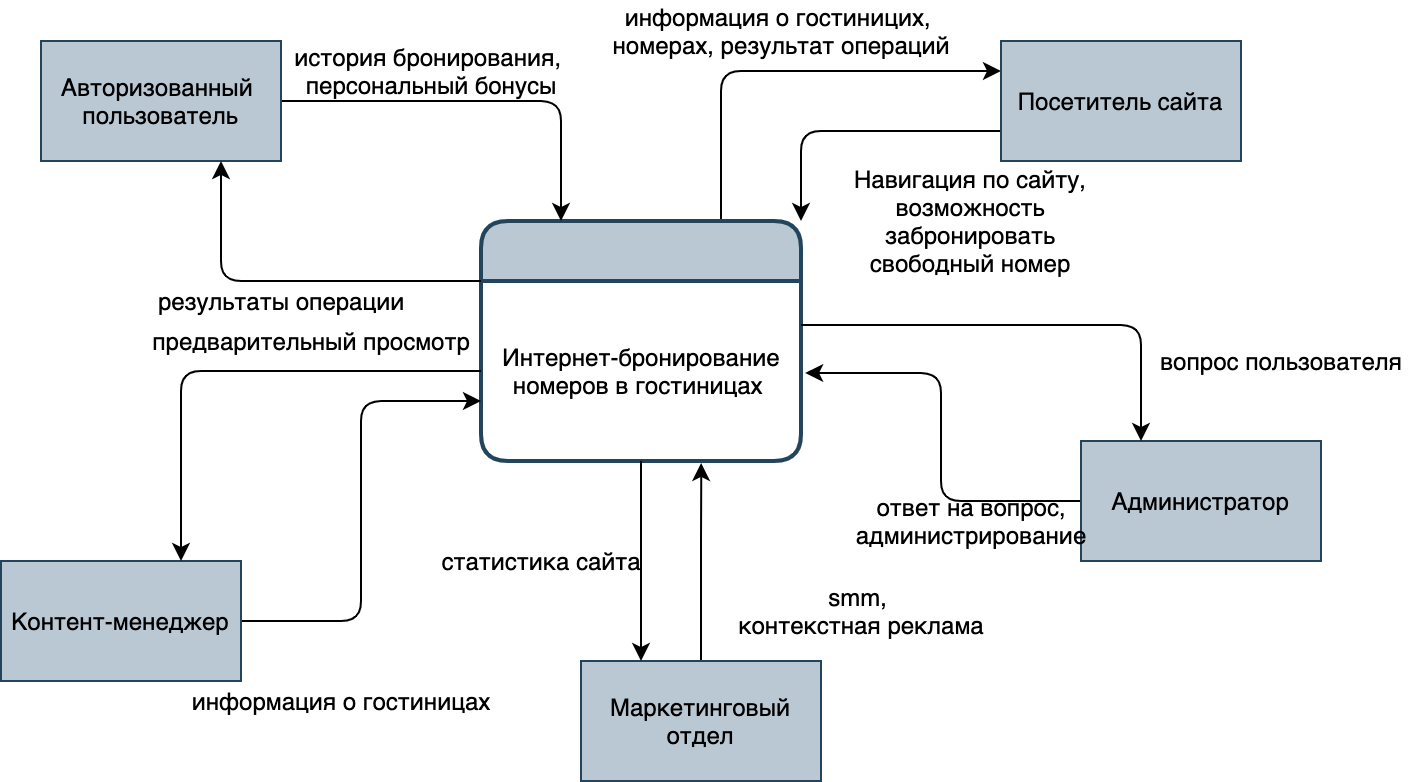 информация о гостиницих,
номерах, результат операций
история бронирования,
персональный бонусы
Авторизованный
пользователь
Посетитель сайта
Навигация по сайту,
возможность
забронировать
свободный номер
результаты операции
предварительный просмотр
Интернет-бронирование
номеров в гостиницах
вопрос пользователя
ответ на вопрос,
администрирование
Администратор
статистика сайта
smm,
контекстная реклама
Контент-менеджер
информация о гостиницах
Маркетинговый
отдел